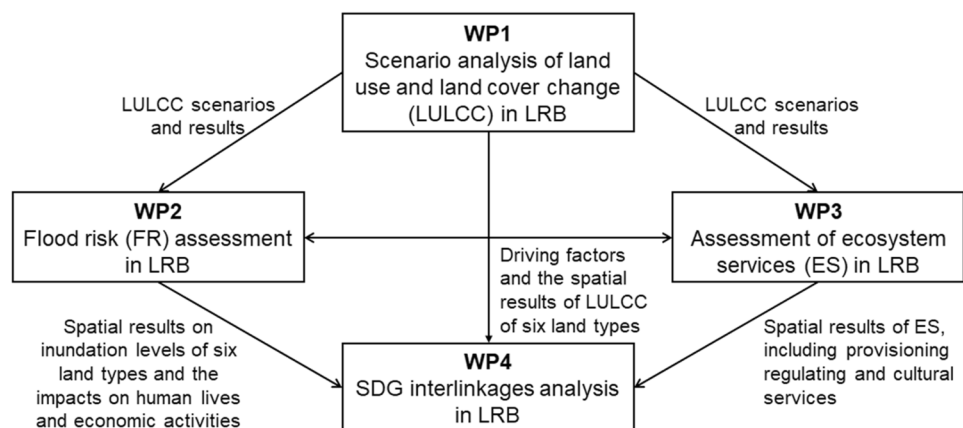 WP1
Scenario analysis of land
use and land cover change
(LULCC) in LRB
LULCC scenarios
and results
LULCC scenarios
and results
WP2
Flood risk (FR) assessment
in LRB
WP3
Assessment of ecosystem
services (ES) in LRB
Driving factors
and the spatial
results of LULCC
of six land types
Spatial results on
inundation levels of six
land types and the
impacts on human lives
and economic activities
Spatial results of ES,
including provisioning
regulating and cultural
services
WP4
SDG interlinkages analysis
in LRB